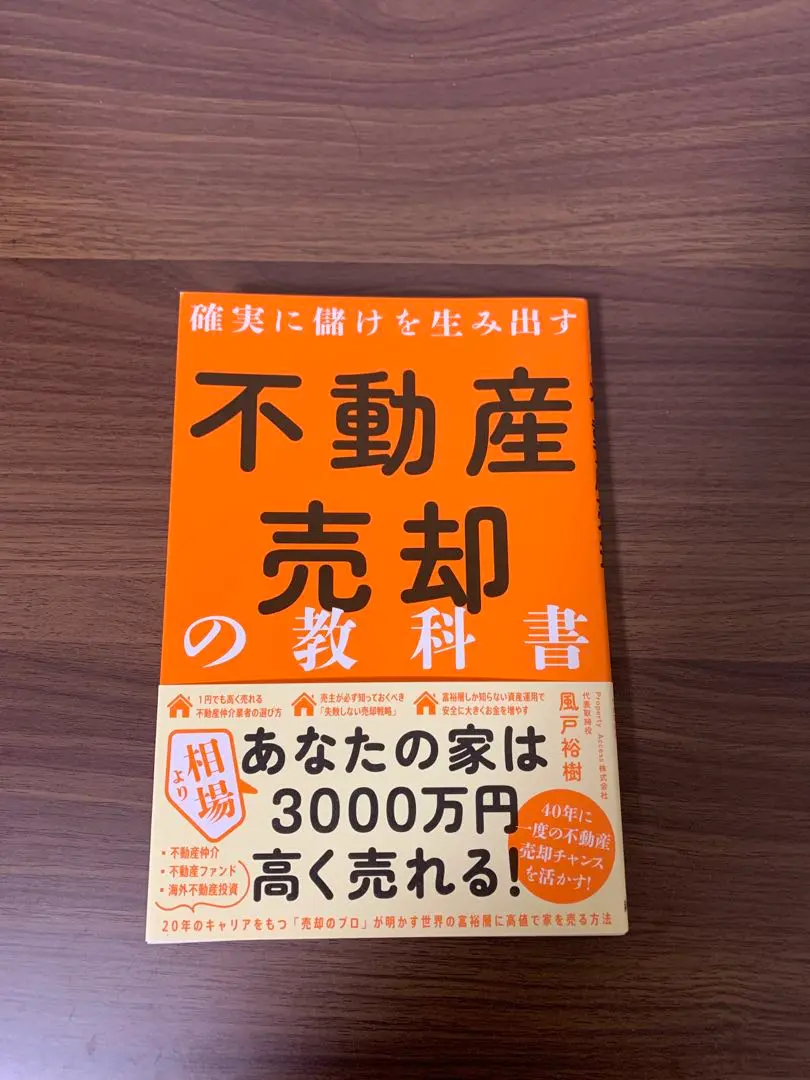 確実に儲けを生み出す
不動産
売却
の教科書
1円でも高く売れる
不動産仲介業者の選び方
売主が必ず知っておくべき
「失敗しない売却戦略」
富裕層しか知らない資産運用で
安全に大きくお金を増やす
Property Access株式会社
代表取締役
風戸裕樹
相場
より
あなたの家は
3000万円
高く売れる!
・不動産仲介
・不動産ファンド
・海外不動産投資
40年に
一度の不動産
売却チャンス
を活かす!
20年のキャリアをもつ「売却のプロ」が明かす世界の富裕層に高値で家を売る方法